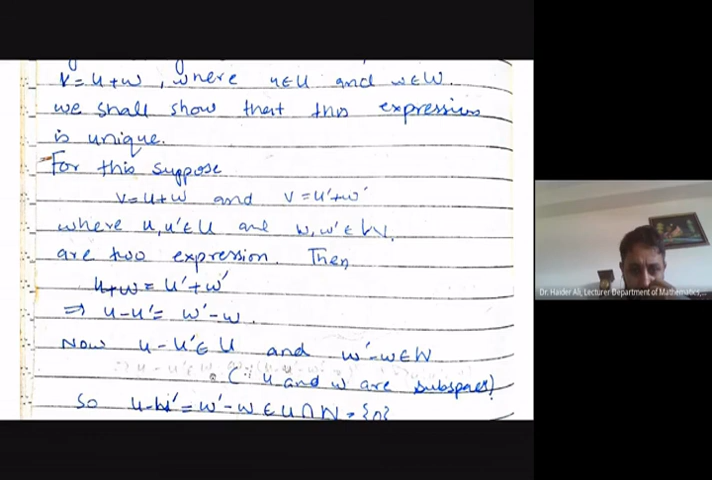 V=u+w, where u∈U and w∈W.
we shall show that this expression
is unique.
For this suppose
V=u+w and V=u'+w'
where u,u'∈U and w,w'∈W.
are two expression. Then
u+w=u'+w'
⇒ u-u'= w'-w.
Now u-u'∈U and w'-w∈W
(∵ U and W are subspaces)
So u-u'=w'-w∈U∩W={0}
Dr. Haider Ali, Lecturer Department of Mathematics,...